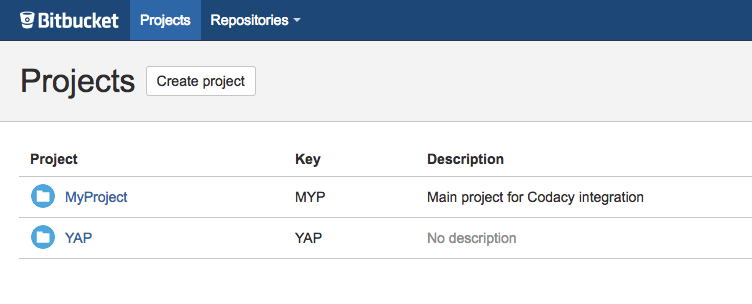 Bitbucket Projects Repositories
Projects Create project
Project Key Description
MyProject MYP Main project for Codacy integration
YAP YAP No description